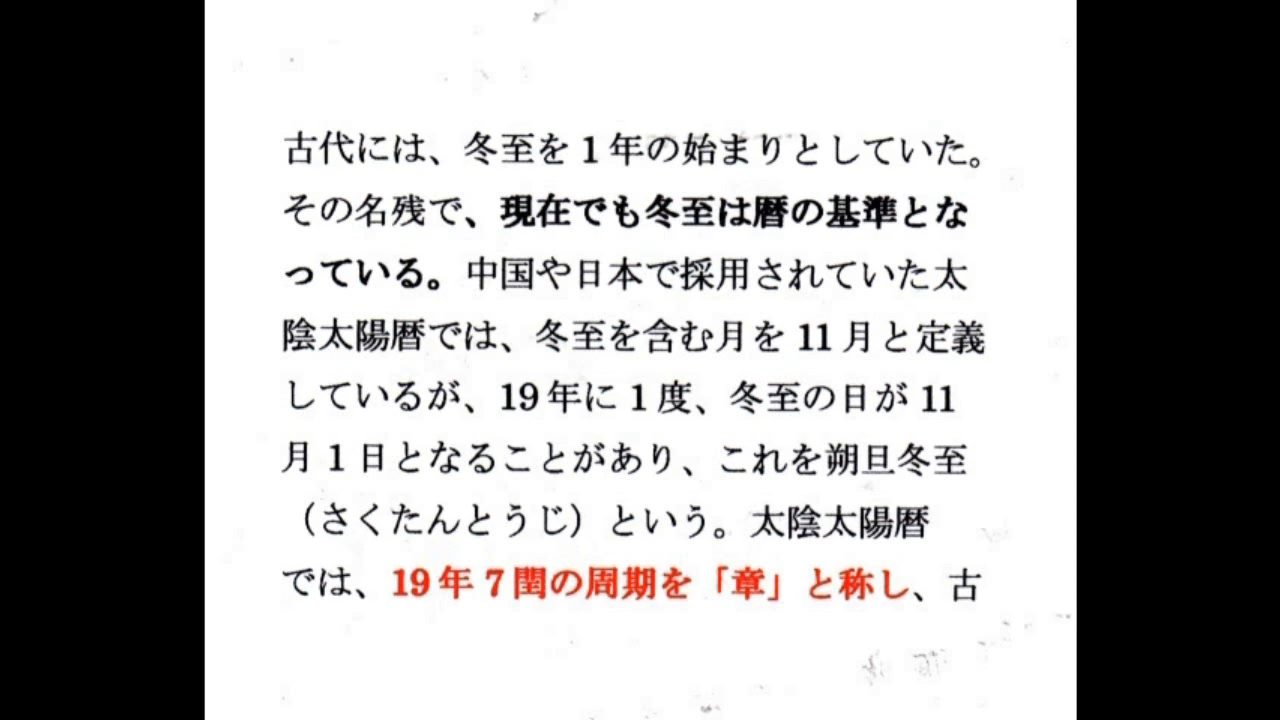 古代には、冬至を1年の始まりとしていた。
その名残で、現在でも冬至は暦の基準とな
っている。中国や日本で採用されていた太
陰太陽暦では、冬至を含む月を11月と定義
しているが、19年に1度、冬至の日が11
月1日となることがあり、これを朔旦冬至
（さくたんとうじ）という。太陰太陽暦
では、19年7閏の周期を「章」と称し、古